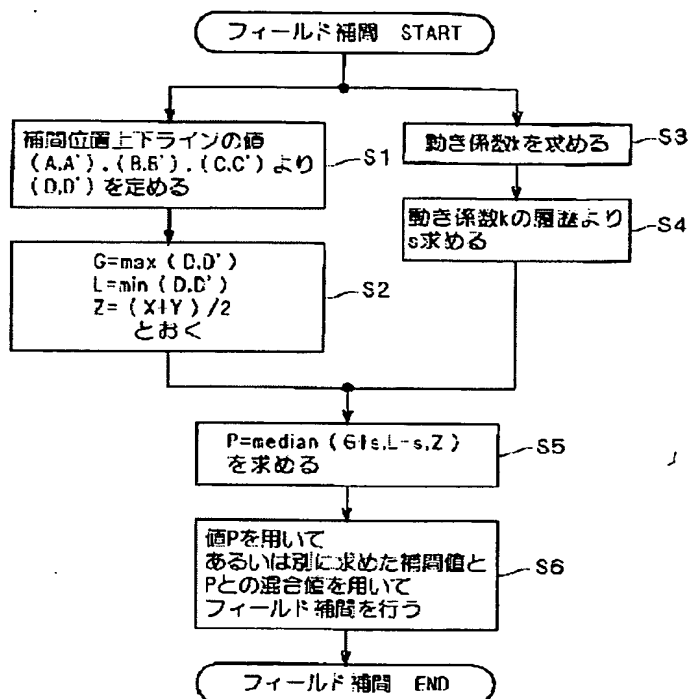 フィールド補間 START
補間位置上下ラインの値
(A,A'),(B,B'),(C,C')より
(D,D')を定める
S1
動き係数kを求める
S3
動き係数kの履歴より
s求める
S4
G=max(D,D')
L=min(D,D')
Z=(X+Y)/2
とおく
S2
P=median(G+s,L-s,Z)
を求める
S5
値Pを用いて
あるいは別に求めた補間値と
Pとの混合値を用いて
フィールド補間を行う
S6
フィールド補間 END